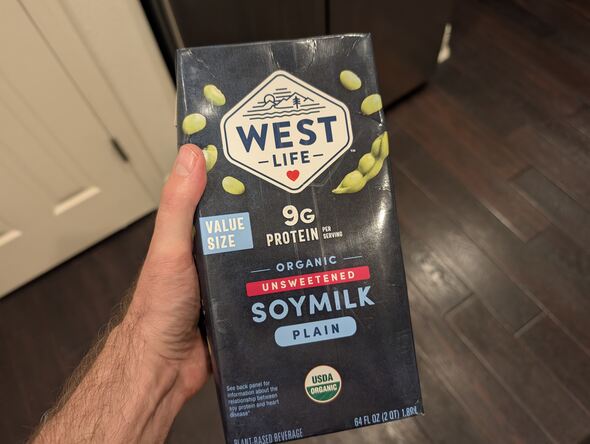 WEST
™
LIFE
9G
PROTEIN PER SERVING
VALUE
SIZE
ORGANIC
UNSWEETENED
SOYMILK
PLAIN
See back panel for
information about the
relationship between
soy protein and heart
disease*
USDA
ORGANIC
PLANT-BASED BEVERAGE
64 FL OZ (2 QT) 1.89L